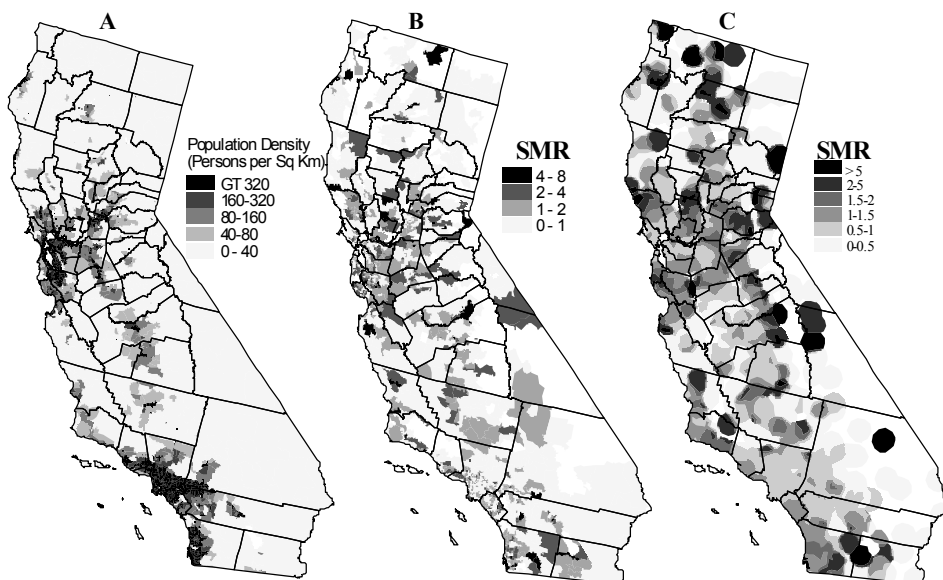 A
B
C
Population Density
(Persons per Sq Km)
GT 320
160-320
80-160
40-80
0 - 40
SMR
4 - 8
2 - 4
1 - 2
0 - 1
SMR
>5
2-5
1.5-2
1-1.5
0.5-1
0-0.5